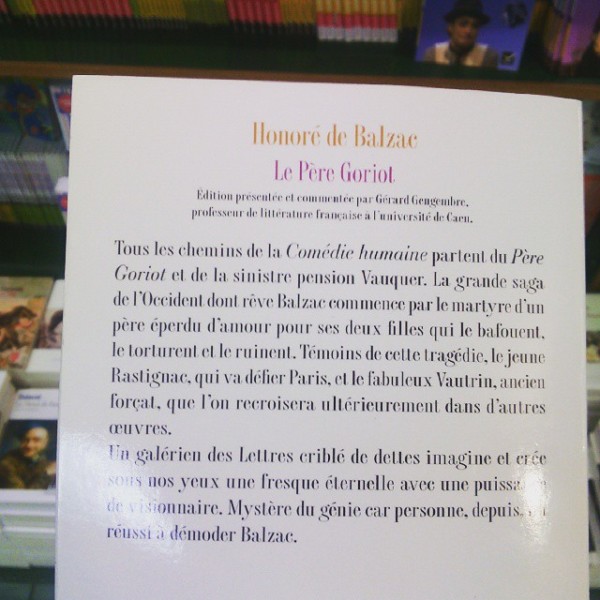 Honoré de Balzac
Le Père Goriot
Édition présentée et commentée par Gérard Gengembre,
professeur de littérature française à l'université de Caen.
Tous les chemins de la Comédie humaine partent du Père
Goriot et de la sinistre pension Vauquer. La grande saga
de l'Occident dont rêve Balzac commence par le martyre d'un
père éperdu d'amour pour ses deux filles qui le bafouent,
le torturent et le ruinent. Témoins de cette tragédie, le jeune
Rastignac, qui va défier Paris, et le fabuleux Vautrin, ancien
forçat, que l'on recroisera ultérieurement dans d'autres
œuvres.
Un galérien des Lettres criblé de dettes imagine et crée
sous nos yeux une fresque éternelle avec une puissance
de visionnaire. Mystère du génie car personne, depuis,
réussi à démoder Balzac.